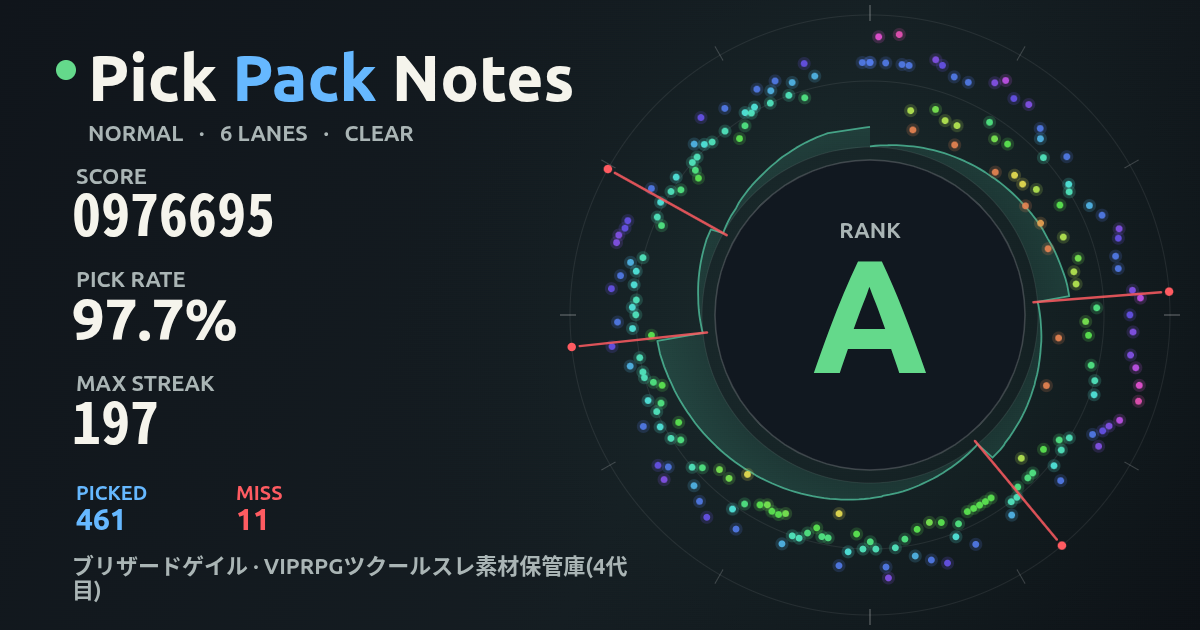 Pick Pack Notes
NORMAL · 6 LANES · CLEAR
SCORE
0976695
PICK RATE
97.7%
MAX STREAK
197
PICKED
461
MISS
11
ブリザードゲイル · VIPRPGツクールスレ素材保管庫(4代
目)
RANK
A